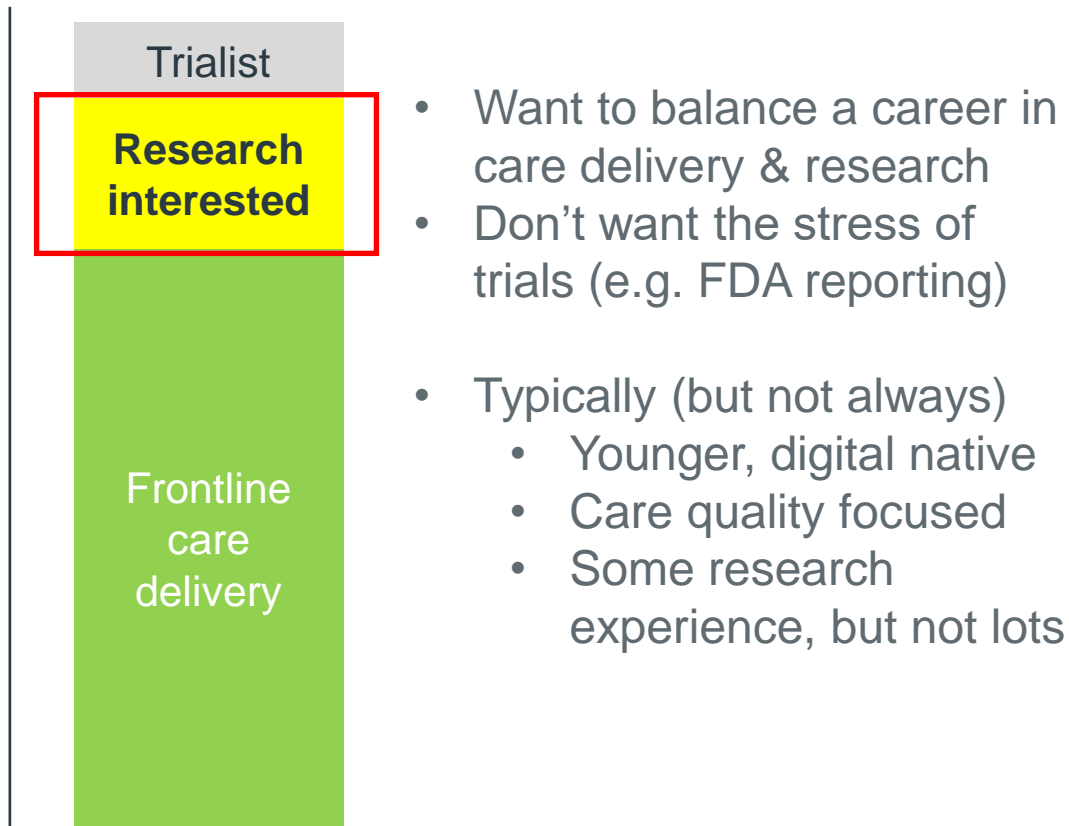 Trialist
Research
interested
Frontline
care
delivery
• Want to balance a career in
care delivery & research
• Don’t want the stress of
trials (e.g. FDA reporting)
• Typically (but not always)
• Younger, digital native
• Care quality focused
• Some research
experience, but not lots